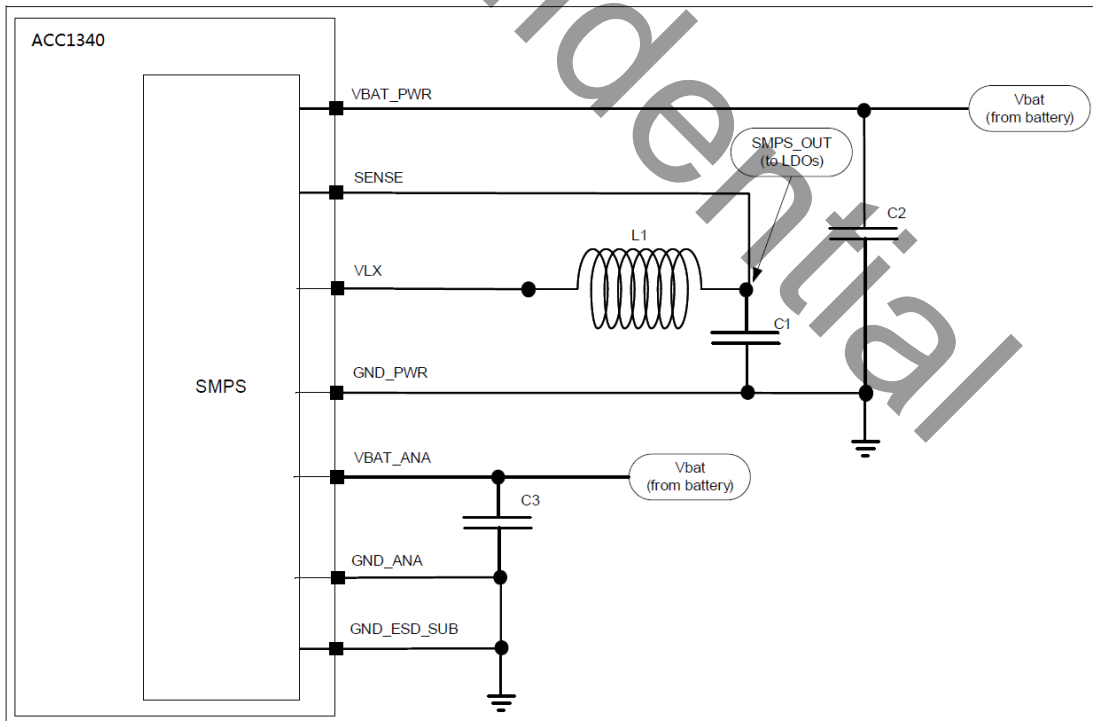 ACC1340
VBAT_PWR
Vbat
(from battery)
SMPS_OUT
(to LDOs)
SENSE
C2
L1
VLX
C1
GND_PWR
SMPS
VBAT_ANA
Vbat
(from battery)
C3
GND_ANA
GND_ESD_SUB
ndential